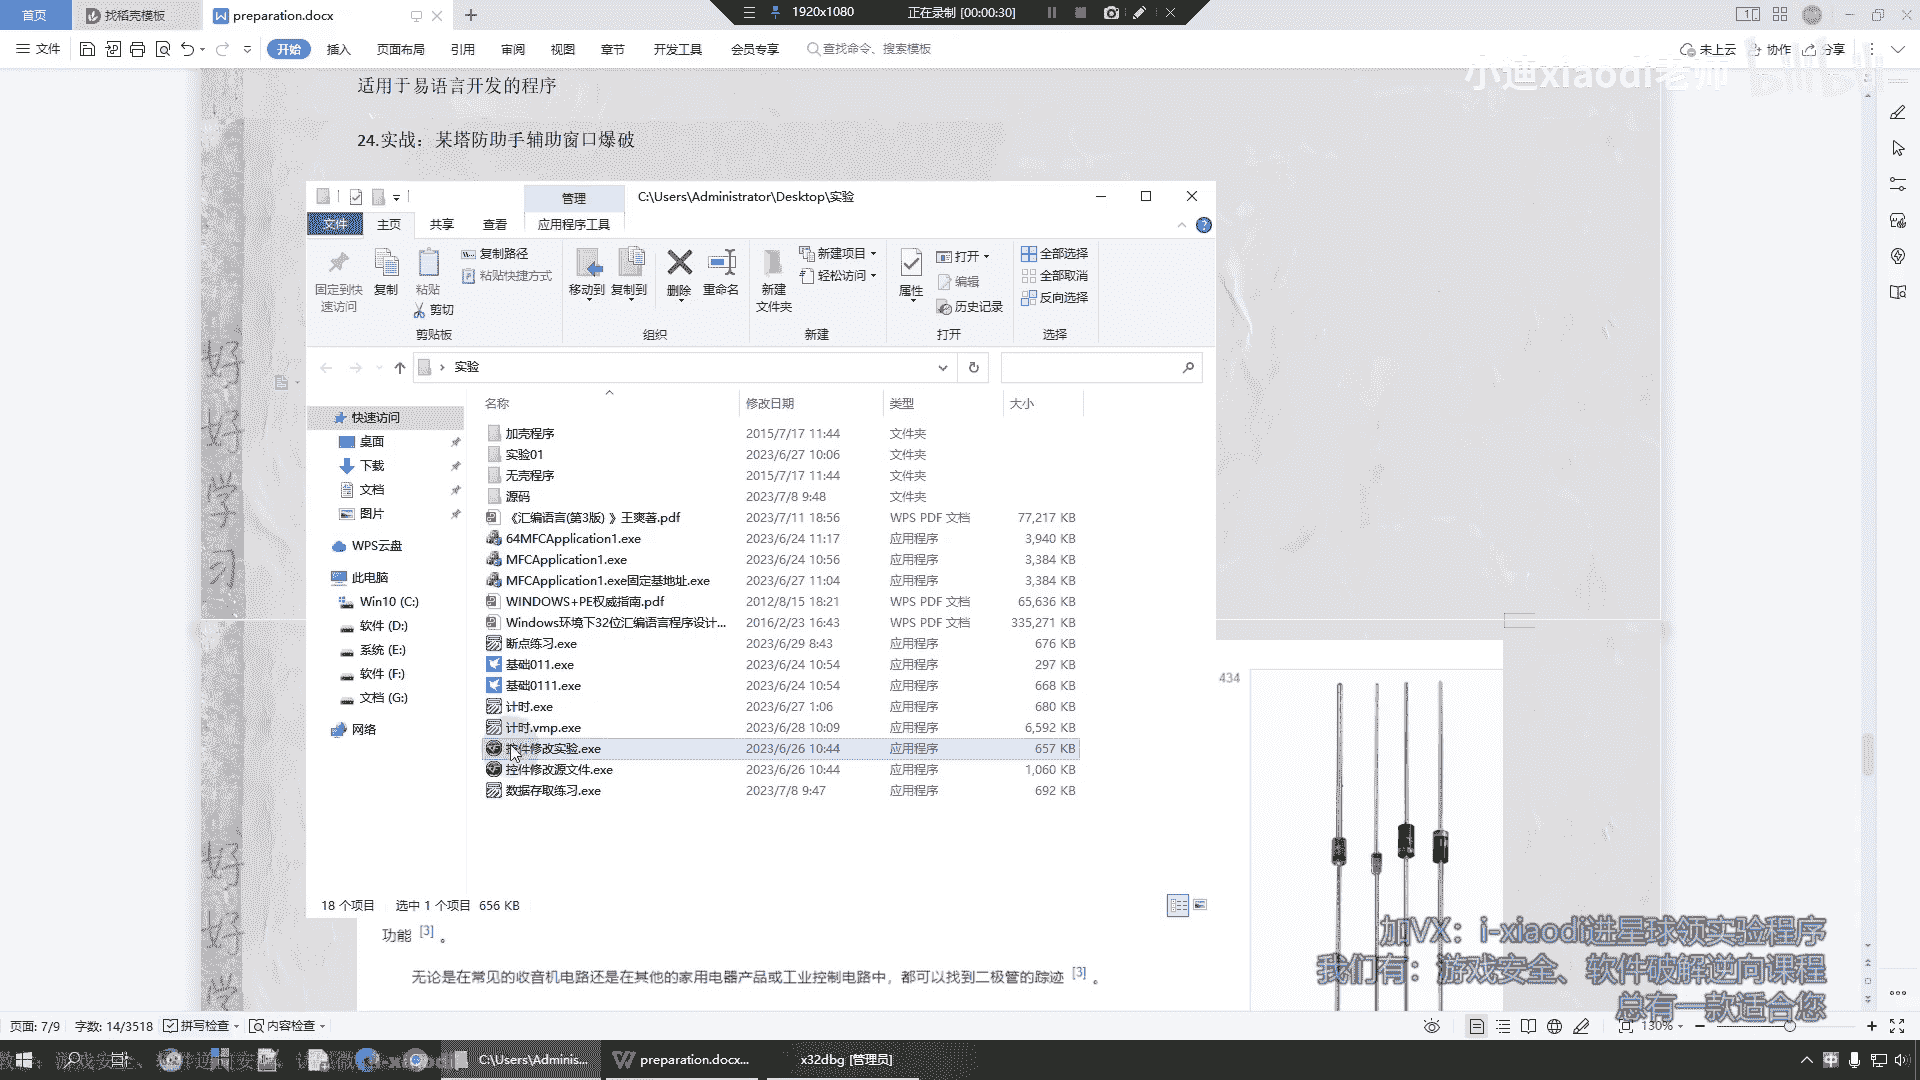 首页
找稻壳模板
preparation.docx
1920x1080
正在录制 [00:00:30]
文件
开始
插入
页面布局
引用
审阅
视图
章节
开发工具
会员专享
查找命令、搜索模板
未上云
协作
分享
小迪xiaodi老师
适用于易语言开发的程序
24.实战：某塔防助手辅助窗口爆破
管理
C:\Users\Administrator\Desktop\实验
文件
主页
共享
查看
应用程序工具
固定到快速访问
复制
粘贴
复制路径
粘贴快捷方式
剪切
剪贴板
移动到
复制到
删除
重命名
组织
新建文件夹
新建项目
轻松访问
新建
属性
打开
编辑
历史记录
打开
全部选择
全部取消
反向选择
选择
实验
快速访问
桌面
下载
文档
图片
WPS云盘
此电脑
Win10 (C:)
软件 (D:)
系统 (E:)
软件 (F:)
文档 (G:)
网络
名称 修改日期 类型 大小
加壳程序 2015/7/17 11:44 文件夹
实验01 2023/6/27 10:06 文件夹
无壳程序 2015/7/17 11:44 文件夹
源码 2023/7/8 9:48 文件夹
《汇编语言(第3版) 》王爽著.pdf 2023/7/11 18:56 WPS PDF 文档 77,217 KB
64MFCApplication1.exe 2023/6/24 11:17 应用程序 3,940 KB
MFCApplication1.exe 2023/6/24 10:56 应用程序 3,384 KB
MFCApplication1.exe固定基地址.exe 2023/6/27 11:04 应用程序 3,384 KB
WINDOWS+PE权威指南.pdf 2012/8/15 18:21 WPS PDF 文档 65,636 KB
Windows环境下32位汇编语言程序设计... 2016/2/23 16:43 WPS PDF 文档 335,271 KB
断点练习.exe 2023/6/29 8:43 应用程序 676 KB
基础011.exe 2023/6/24 10:54 应用程序 297 KB
基础0111.exe 2023/6/24 10:54 应用程序 668 KB
计时.exe 2023/6/27 1:06 应用程序 680 KB
计时.vmp.exe 2023/6/28 10:09 应用程序 6,592 KB
控件修改实验.exe 2023/6/26 10:44 应用程序 657 KB
控件修改源文件.exe 2023/6/26 10:44 应用程序 1,060 KB
数据存取练习.exe 2023/7/8 9:47 应用程序 692 KB
18 个项目 选中 1 个项目 656 KB
好好学习
好好学
434
功能 [3] 。
无论是在常见的收音机电路还是在其他的家用电器产品或工业控制电路中，都可以找到二极管的踪迹 [3] 。
加VX：i-xiaodi进星球领实验程序
我们有：游戏安全、软件破解逆向课程
总有一款适合您
页面: 7/9
字数: 14/3518
拼写检查
内容检查
130%
C:\Users\Adminis...
preparation.docx...
x32dbg [管理员]